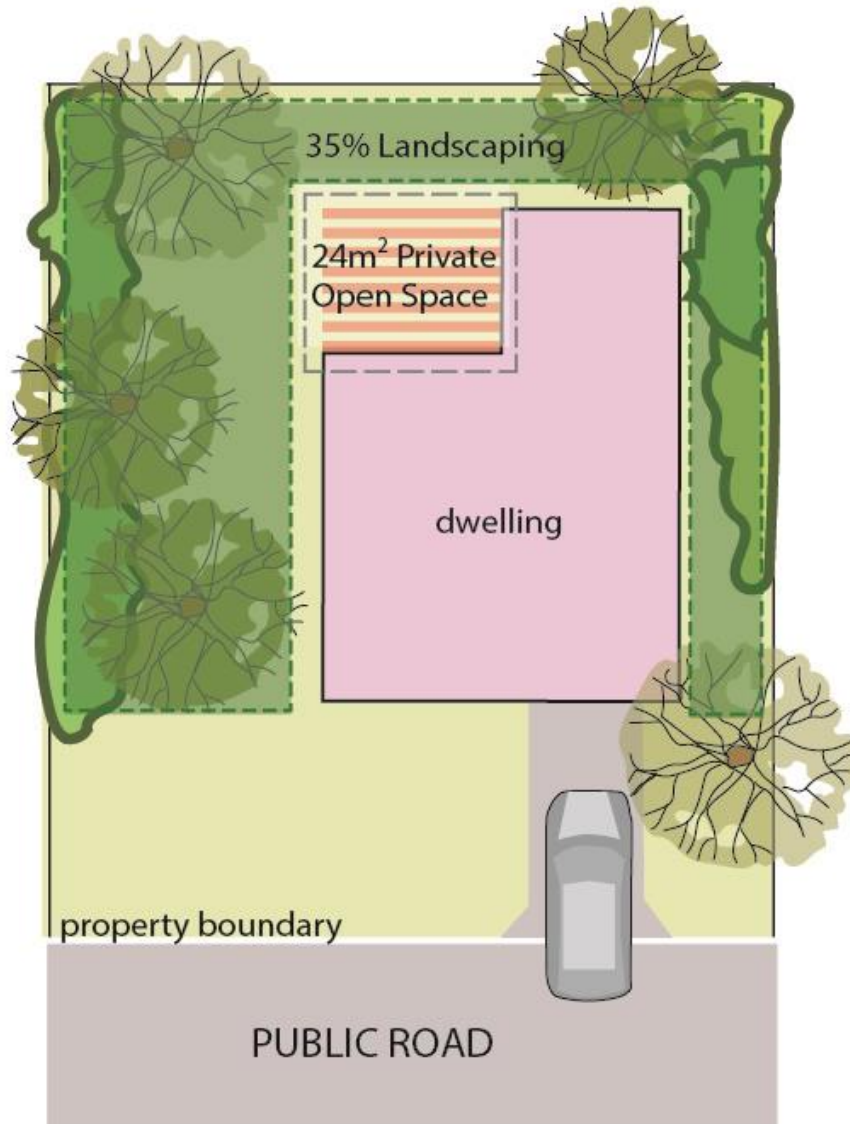 35% Landscaping
24m² Private
Open Space
dwelling
property boundary
PUBLIC ROAD